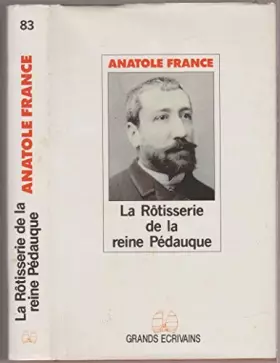 83
ANATOLE FRANCE
La Rôtisserie de la
reine Pédauque
ANATOLE FRANCE
La Rôtisserie
de la
reine Pédauque
GRANDS ECRIVAINS